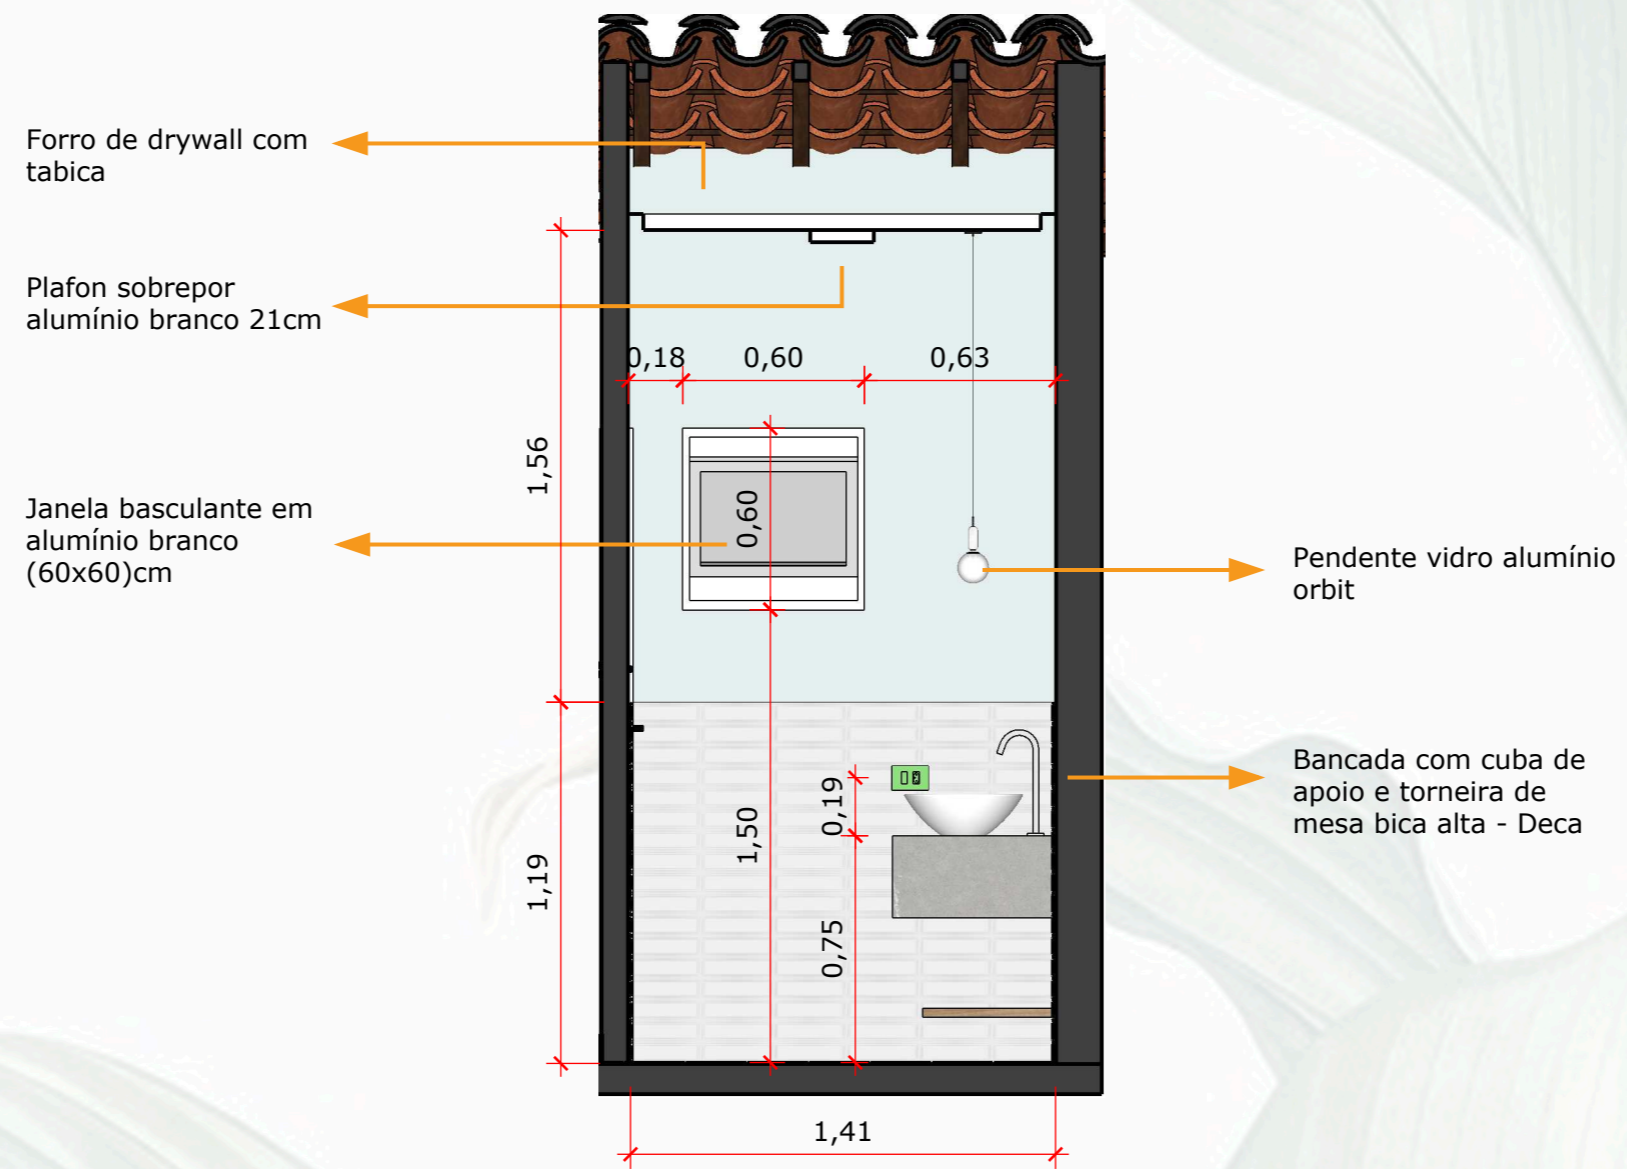 Forro de drywall com
tabica
Plafon sobrepor
alumínio branco 21cm
0,18
0,60
0,63
1,56
0,60
Janela basculante em
alumínio branco
(60x60)cm
Pendente vidro alumínio
orbit
Bancada com cuba de
apoio e torneira de
mesa bica alta - Deca
0,19
1,50
1,19
0,75
1,41